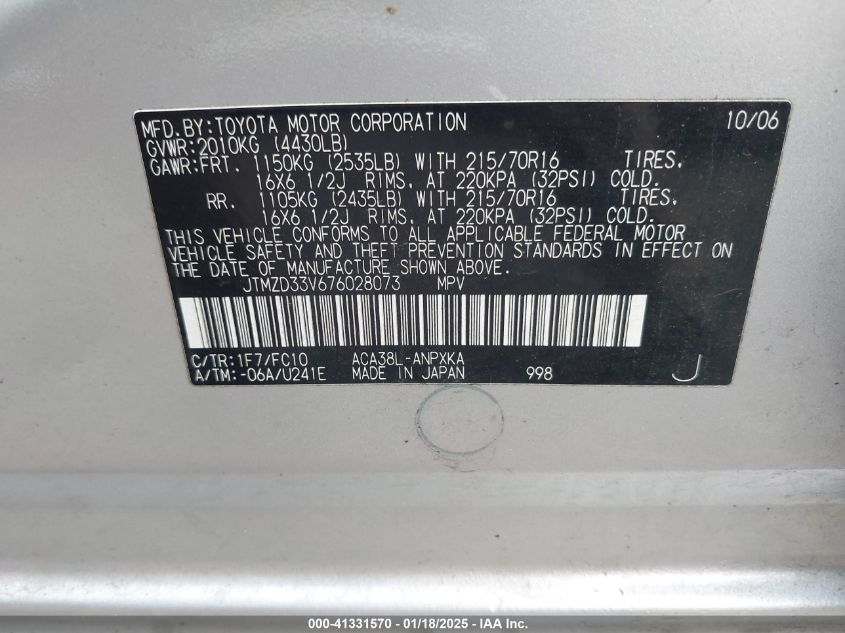 MFD.BY:TOYOTA MOTOR CORPORATION 10/06
GVWR:2010KG (4430LB)
GAWR:FRT. 1150KG (2535LB) WITH 215/70R16 TIRES,
16X6 1/2J RIMS, AT 220KPA (32PSI) COLD.
RR. 1105KG (2435LB) WITH 215/70R16 TIRES,
16X6 1/2J RIMS, AT 220KPA (32PSI) COLD.
THIS VEHICLE CONFORMS TO ALL APPLICABLE FEDERAL MOTOR
VEHICLE SAFETY AND THEFT PREVENTION STANDARDS IN EFFECT ON
THE DATE OF MANUFACTURE SHOWN ABOVE.
JTMZD33V676028073 MPV
C/TR:1F7/FC10 ACA38L-ANPXKA
A/TM:-06A/U241E MADE IN JAPAN 998 J
000-41331570 - 01/18/2025 - IAA Inc.